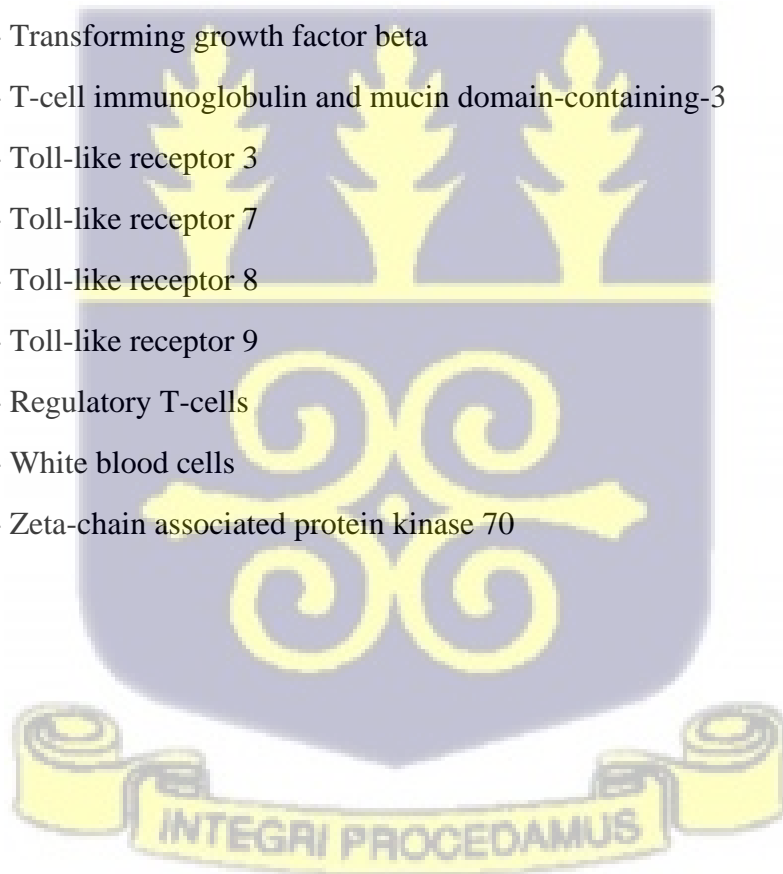 - Transforming growth factor beta
- T-cell immunoglobulin and mucin domain-containing-3
- Toll-like receptor 3
- Toll-like receptor 7
- Toll-like receptor 8
- Toll-like receptor 9
- Regulatory T-cells
- White blood cells
- Zeta-chain associated protein kinase 70
INTEGRI PROCEDAMUS